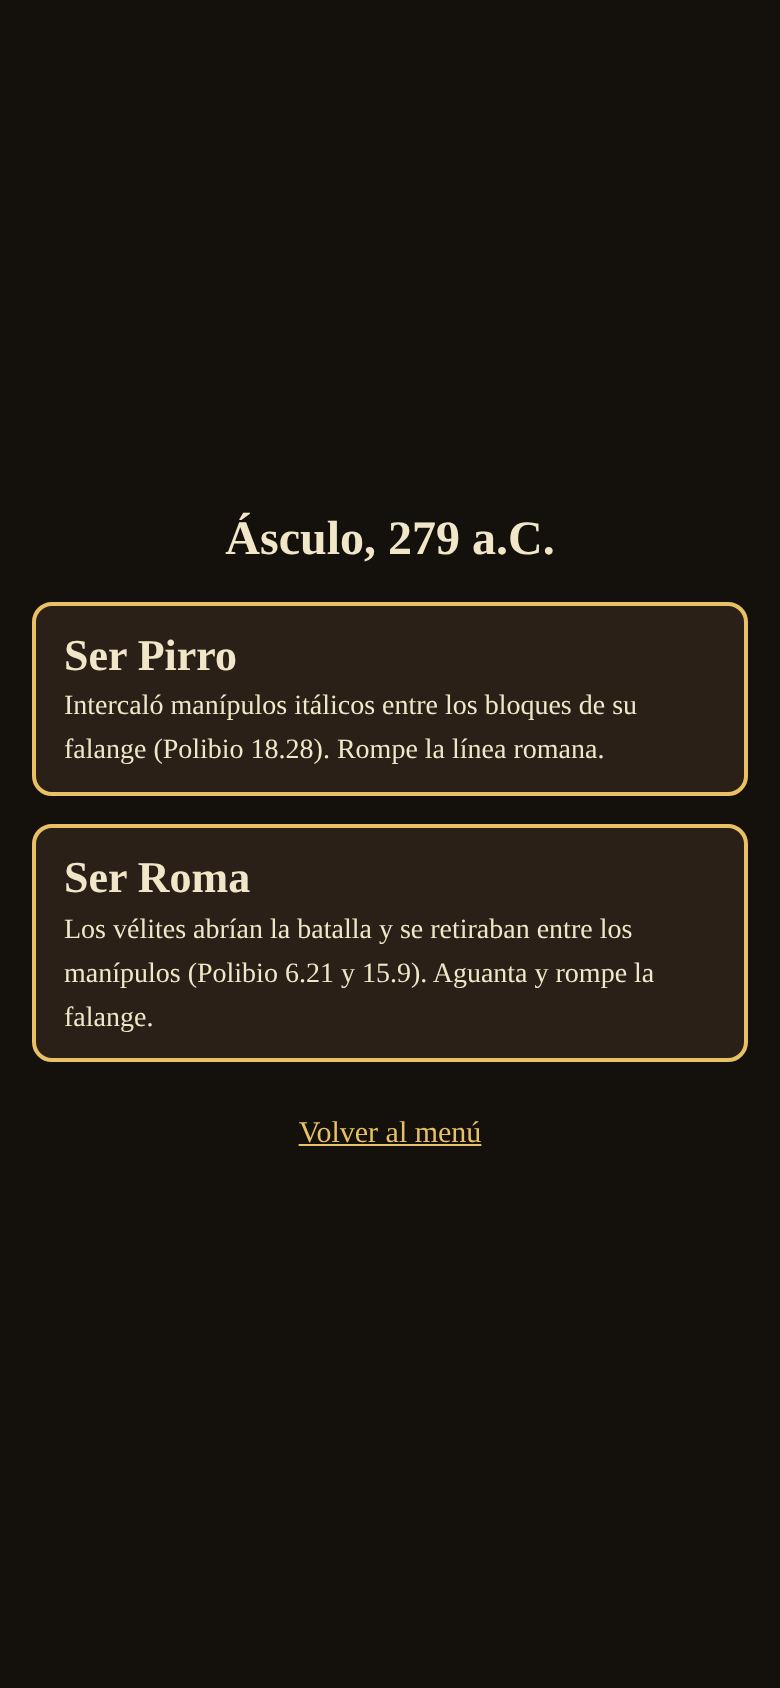 Ásculo, 279 a.C.
Ser Pirro
Intercaló manípulos itálicos entre los bloques de su
falange (Polibio 18.28). Rompe la línea romana.
Ser Roma
Los vélites abrían la batalla y se retiraban entre los
manípulos (Polibio 6.21 y 15.9). Aguanta y rompe la
falange.
Volver al menú